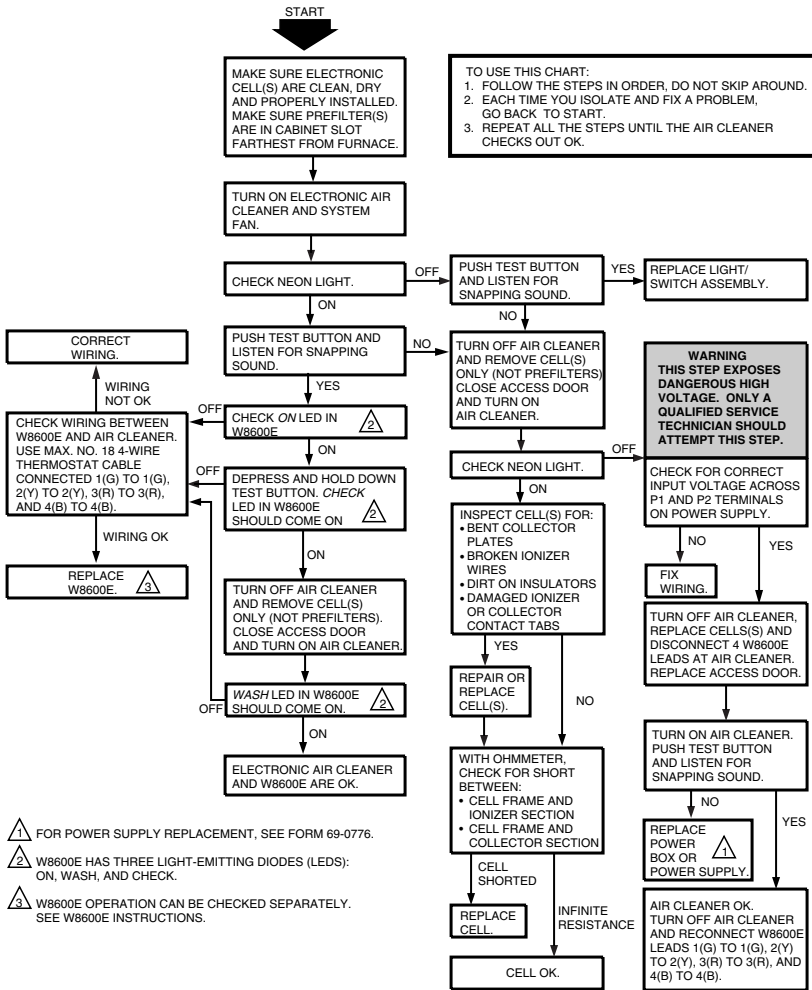 START
MAKE SURE ELECTRONIC
CELL(S) ARE CLEAN, DRY
AND PROPERLY INSTALLED.
MAKE SURE PREFILTER(S)
ARE IN CABINET SLOT
FARTHEST FROM FURNACE.
TO USE THIS CHART:
1. FOLLOW THE STEPS IN ORDER, DO NOT SKIP AROUND.
2. EACH TIME YOU ISOLATE AND FIX A PROBLEM,
GO BACK TO START.
3. REPEAT ALL THE STEPS UNTIL THE AIR CLEANER
CHECKS OUT OK.
TURN ON ELECTRONIC AIR
CLEANER AND SYSTEM
FAN.
CHECK NEON LIGHT.
OFF
ON
PUSH TEST BUTTON
AND LISTEN FOR
SNAPPING SOUND.
YES
NO
REPLACE LIGHT/
SWITCH ASSEMBLY.
PUSH TEST BUTTON AND
LISTEN FOR SNAPPING
SOUND.
NO
YES
CORRECT
WIRING.
WIRING
NOT OK
CHECK WIRING BETWEEN
W8600E AND AIR CLEANER.
USE MAX. NO. 18 4-WIRE
THERMOSTAT CABLE
CONNECTED 1(G) TO 1(G),
2(Y) TO 2(Y), 3(R) TO 3(R),
AND 4(B) TO 4(B).
WIRING OK
REPLACE
W8600E. 3
OFF
CHECK ON LED IN
W8600E 2
ON
OFF
DEPRESS AND HOLD DOWN
TEST BUTTON. CHECK
LED IN W8600E
SHOULD COME ON 2
ON
TURN OFF AIR CLEANER
AND REMOVE CELL(S)
ONLY (NOT PREFILTERS).
CLOSE ACCESS DOOR
AND TURN ON AIR CLEANER.
OFF
WASH LED IN W8600E
SHOULD COME ON. 2
ON
ELECTRONIC AIR CLEANER
AND W8600E ARE OK.
TURN OFF AIR CLEANER
AND REMOVE CELL(S)
ONLY (NOT PREFILTERS)
CLOSE ACCESS DOOR
AND TURN ON
AIR CLEANER.
CHECK NEON LIGHT.
OFF
ON
INSPECT CELL(S) FOR:
• BENT COLLECTOR
PLATES
• BROKEN IONIZER
WIRES
• DIRT ON INSULATORS
• DAMAGED IONIZER
OR COLLECTOR
CONTACT TABS
YES
NO
REPAIR OR
REPLACE
CELL(S).
WITH OHMMETER,
CHECK FOR SHORT
BETWEEN:
• CELL FRAME AND
IONIZER SECTION
• CELL FRAME AND
COLLECTOR SECTION
CELL
SHORTED
INFINITE
RESISTANCE
REPLACE
CELL.
CELL OK.
WARNING
THIS STEP EXPOSES
DANGEROUS HIGH
VOLTAGE. ONLY A
QUALIFIED SERVICE
TECHNICIAN SHOULD
ATTEMPT THIS STEP.
CHECK FOR CORRECT
INPUT VOLTAGE ACROSS
P1 AND P2 TERMINALS
ON POWER SUPPLY.
NO
YES
FIX
WIRING.
TURN OFF AIR CLEANER,
REPLACE CELLS(S) AND
DISCONNECT 4 W8600E
LEADS AT AIR CLEANER.
REPLACE ACCESS DOOR.
TURN ON AIR CLEANER.
PUSH TEST BUTTON
AND LISTEN FOR
SNAPPING SOUND.
NO
YES
REPLACE
POWER
BOX OR
POWER SUPPLY. 1
AIR CLEANER OK.
TURN OFF AIR CLEANER
AND RECONNECT W8600E
LEADS 1(G) TO 1(G), 2(Y)
TO 2(Y), 3(R) TO 3(R), AND
4(B) TO 4(B).
1 FOR POWER SUPPLY REPLACEMENT, SEE FORM 69-0776.
2 W8600E HAS THREE LIGHT-EMITTING DIODES (LEDS):
ON, WASH, AND CHECK.
3 W8600E OPERATION CAN BE CHECKED SEPARATELY.
SEE W8600E INSTRUCTIONS.